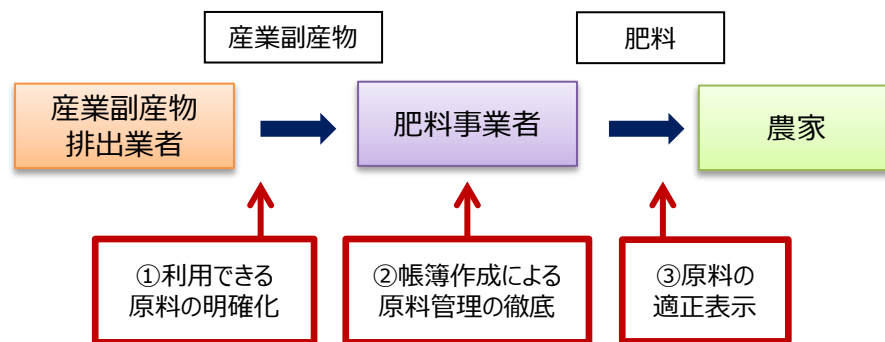 産業副産物
肥料
産業副産物
排出業者
肥料事業者
農家
①利用できる
原料の明確化
②帳簿作成による
原料管理の徹底
③原料の
適正表示